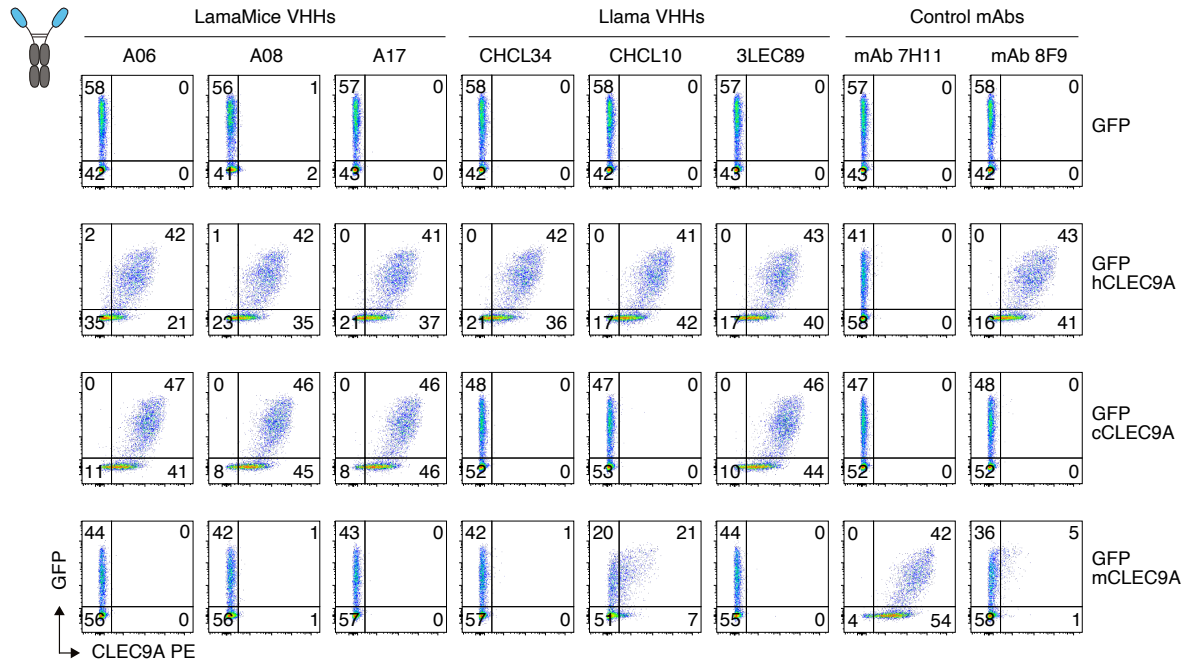 LamaMice VHHs Llama VHHs Control mAbs
A06 A08 A17 CHCL34 CHCL10 3LEC89 mAb 7H11 mAb 8F9
58 0 56 1 57 0 58 0 58 0 57 0 57 0 58 0
GFP
42 0 41 2 43 0 42 0 42 0 43 0 43 0 42 0
2 42 1 42 0 41 0 42 0 41 0 43 41 0 0 43
GFP
hCLEC9A
35 21 23 35 21 37 21 36 17 42 17 40 58 0 16 41
0 47 0 46 0 46 48 0 47 0 0 46 47 0 48 0
GFP
cCLEC9A
11 41 8 45 8 46 52 0 53 0 10 44 52 0 52 0
44 0 42 1 43 0 42 1 20 21 44 0 0 42 36 5
GFP
mCLEC9A
56 0 56 1 57 0 57 0 51 7 55 0 4 54 58 1
GFP
CLEC9A PE